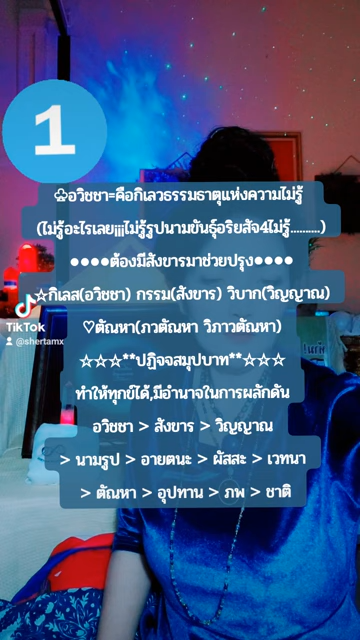 1
♧อวิชชา=คือกิเลวธรรมธาตุแห่งความไม่รู้
(ไม่รู้อะไรเลยjjjไม่รู้รูปนามขันธุ์อริยสัจ4ไม่รู้..........)
●●●●ต้องมีสังขารมาช่วยปรุง●●●●
☆กิเลส(อวิชชา) กรรม(สังขาร) วิบาก(วิญญาณ)
♡ตัณหา(ภวตัณหา วิภาวตัณหา)
☆☆☆**ปฏิจจสมุปบาท**☆☆☆
ทำให้ทุกข์ได้,มีอำนาจในการผลักดัน
อวิชชา > สังขาร > วิญญาณ
> นามรูป > อายตนะ > ผัสสะ > เวทนา
> ตัณหา > อุปทาน > ภพ > ชาติ
TikTok
@shertamx